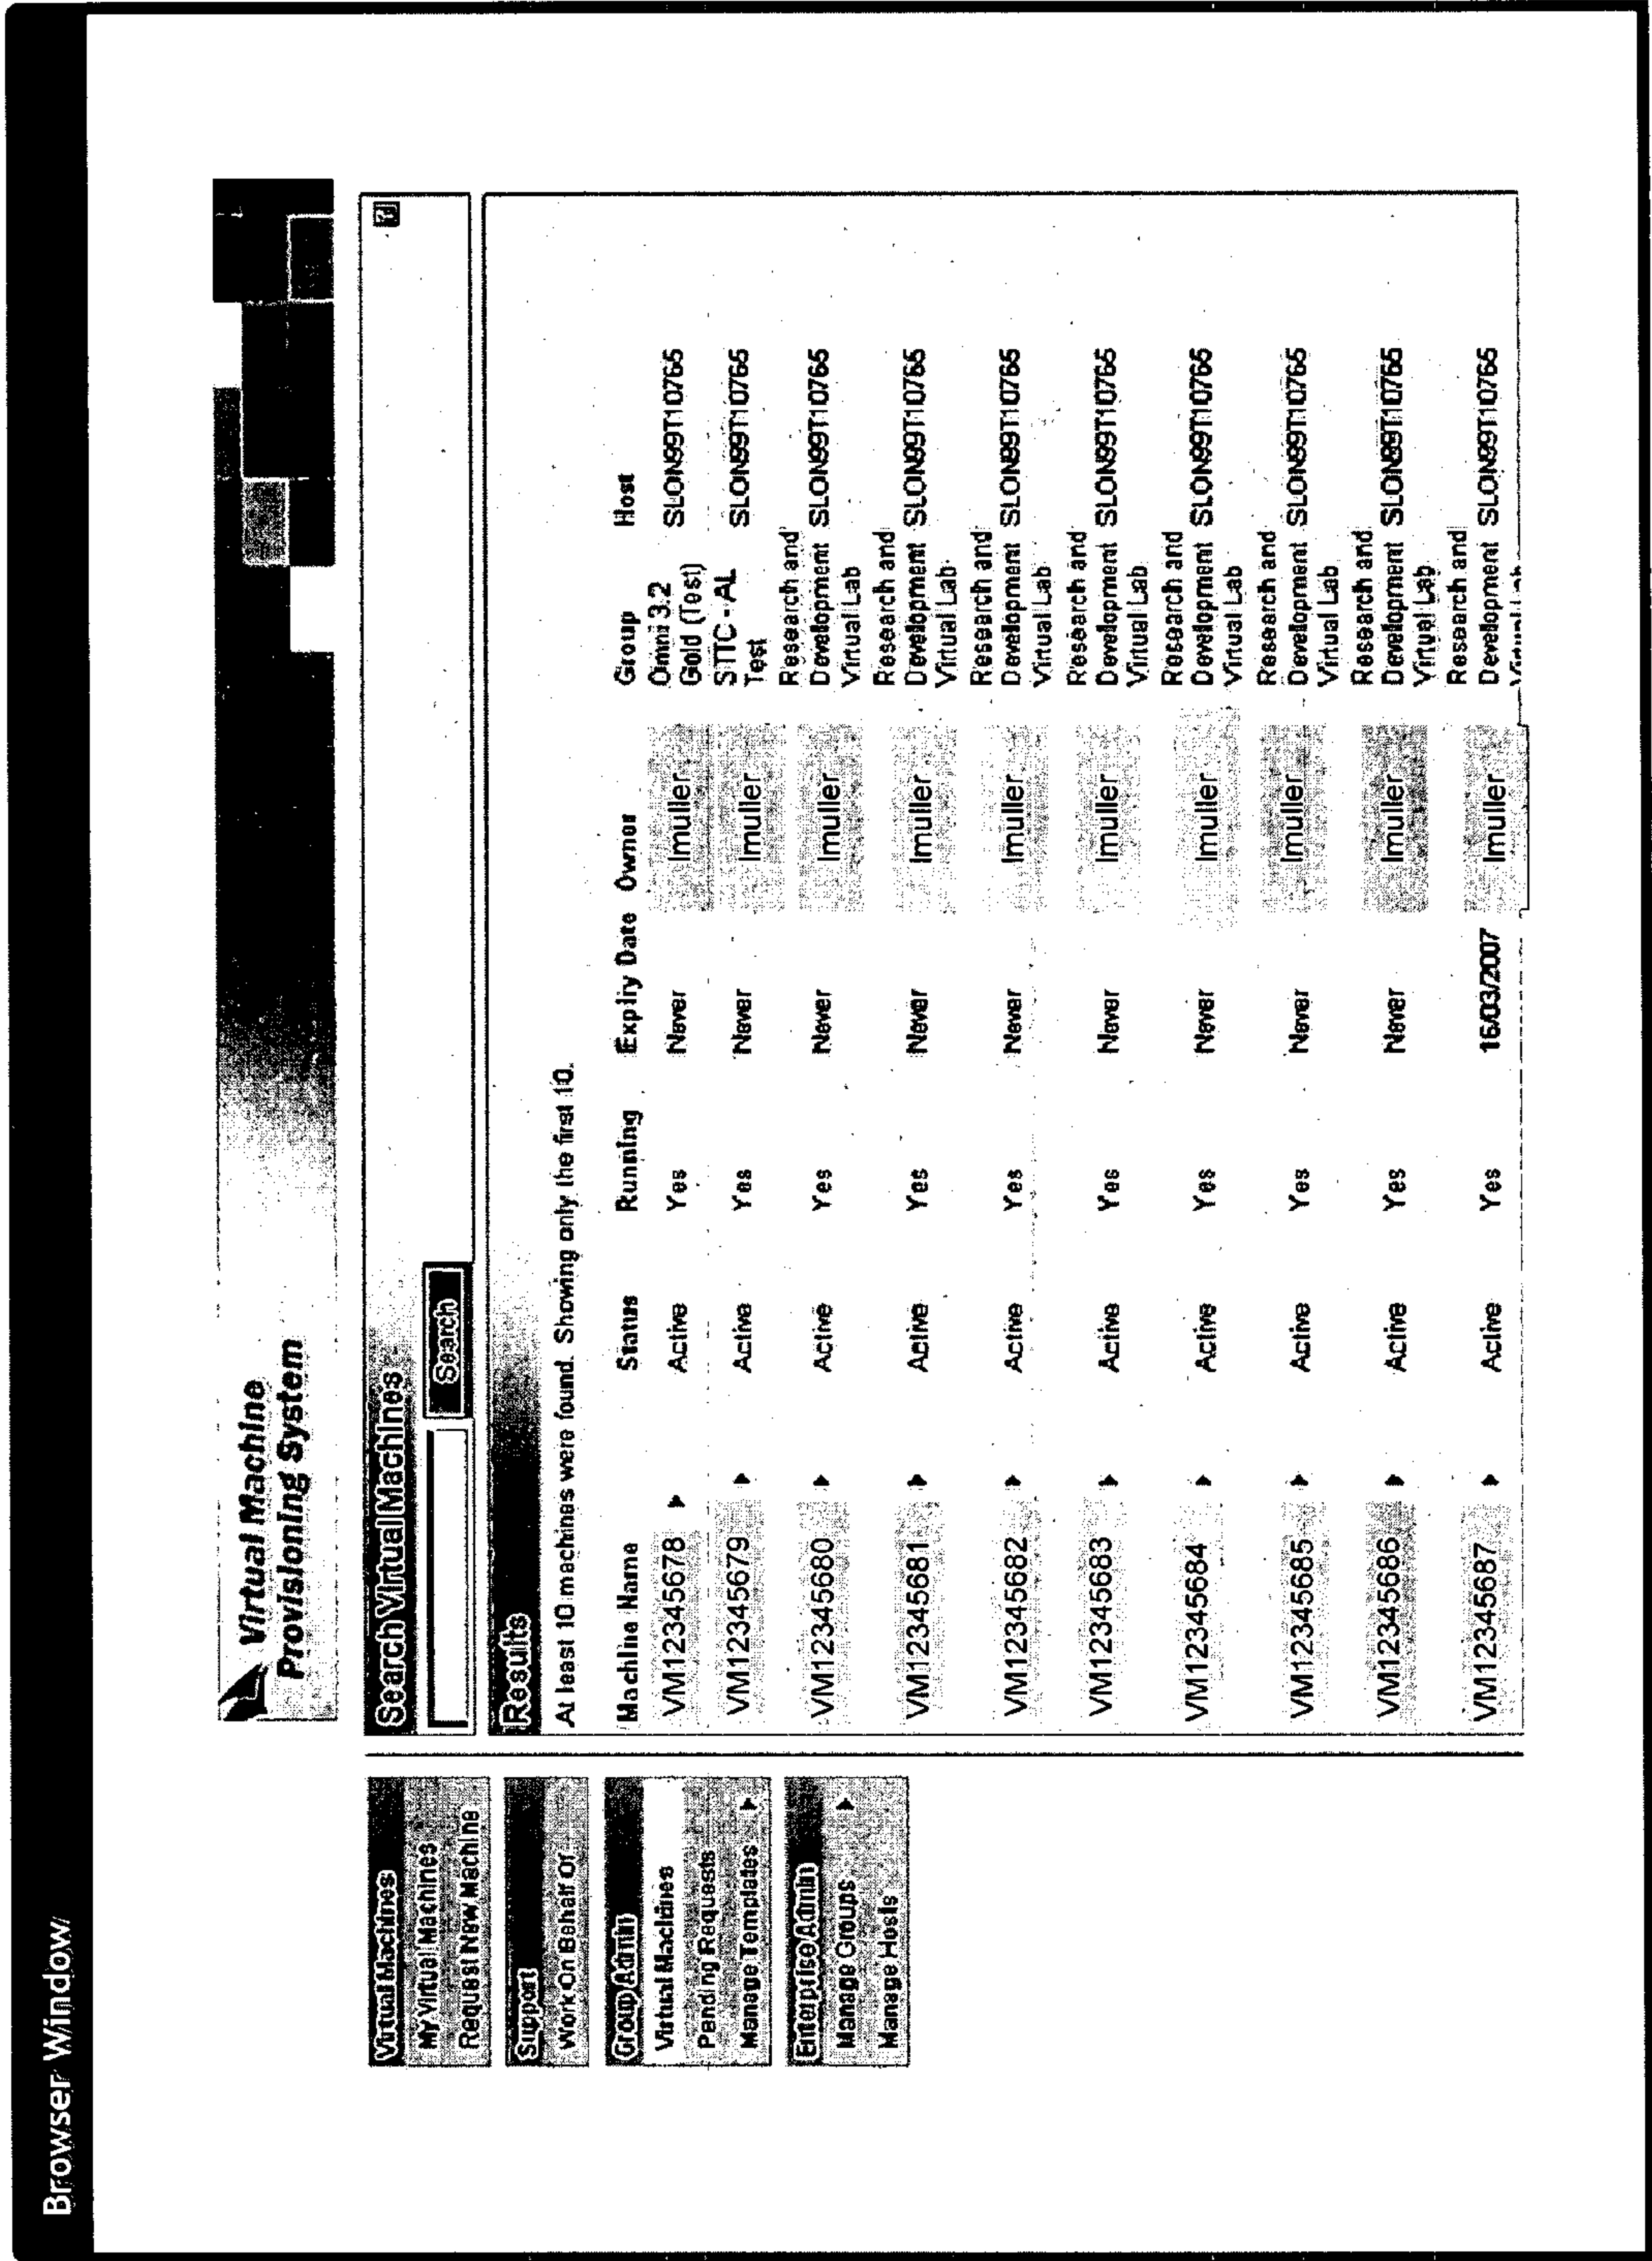 Browser Window
Virtual Machine
Provisioning System
Virtual Machines
My Virtual Machines
Request New Machine
Support
Work On Behalf Of
Group Admin
Virtual Machines
Pending Requests
Manage Templates
Enterprise Admin
Manage Groups
Manage Hosts
Search Virtual Machines
Search
Results
At least 10 machines were found. Showing only the first 10.
Machine Name Status Running Expiry Date Owner Group Host
VM12345678 Active Yes Never lmuller Omni 3.2 Gold (Test) SLON99T10765
VM12345679 Active Yes Never lmuller STTC - AL Test SLON99T10765
VM12345680 Active Yes Never lmuller Research and Development Virtual Lab SLON99T10765
VM12345681 Active Yes Never lmuller Research and Development Virtual Lab SLON99T10765
VM12345682 Active Yes Never lmuller Research and Development Virtual Lab SLON99T10765
VM12345683 Active Yes Never lmuller Research and Development Virtual Lab SLON99T10765
VM12345684 Active Yes Never lmuller Research and Development Virtual Lab SLON99T10765
VM12345685 Active Yes Never lmuller Research and Development Virtual Lab SLON99T10765
VM12345686 Active Yes Never lmuller Research and Development Virtual Lab SLON99T10765
VM12345687 Active Yes 16/03/2007 lmuller Research and Development SLON99T10765